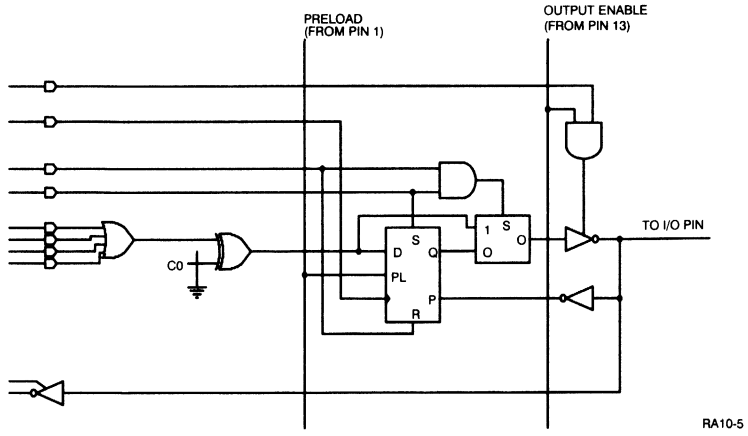 PRELOAD
(FROM PIN 1)
OUTPUT ENABLE
(FROM PIN 13)
S
1
S
O
O
TO I/O PIN
D
Q
PL
P
R
C0
RA10-5